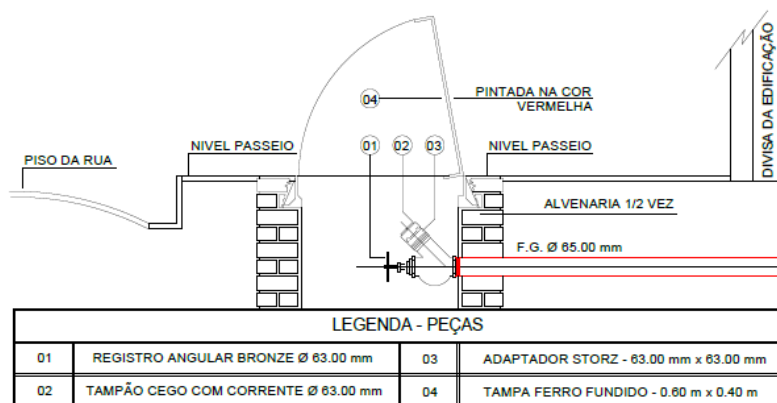 04
PINTADA NA COR
VERMELHA
DIVISA DA EDIFICAÇÃO
PISO DA RUA
NIVEL PASSEIO
01
02
03
NIVEL PASSEIO
ALVENARIA 1/2 VEZ
F.G. Ø 65.00 mm
LEGENDA - PEÇAS
01 REGISTRO ANGULAR BRONZE Ø 63.00 mm 03 ADAPTADOR STORZ - 63.00 mm x 63.00 mm
02 TAMPÃO CEGO COM CORRENTE Ø 63.00 mm 04 TAMPA FERRO FUNDIDO - 0.60 m x 0.40 m